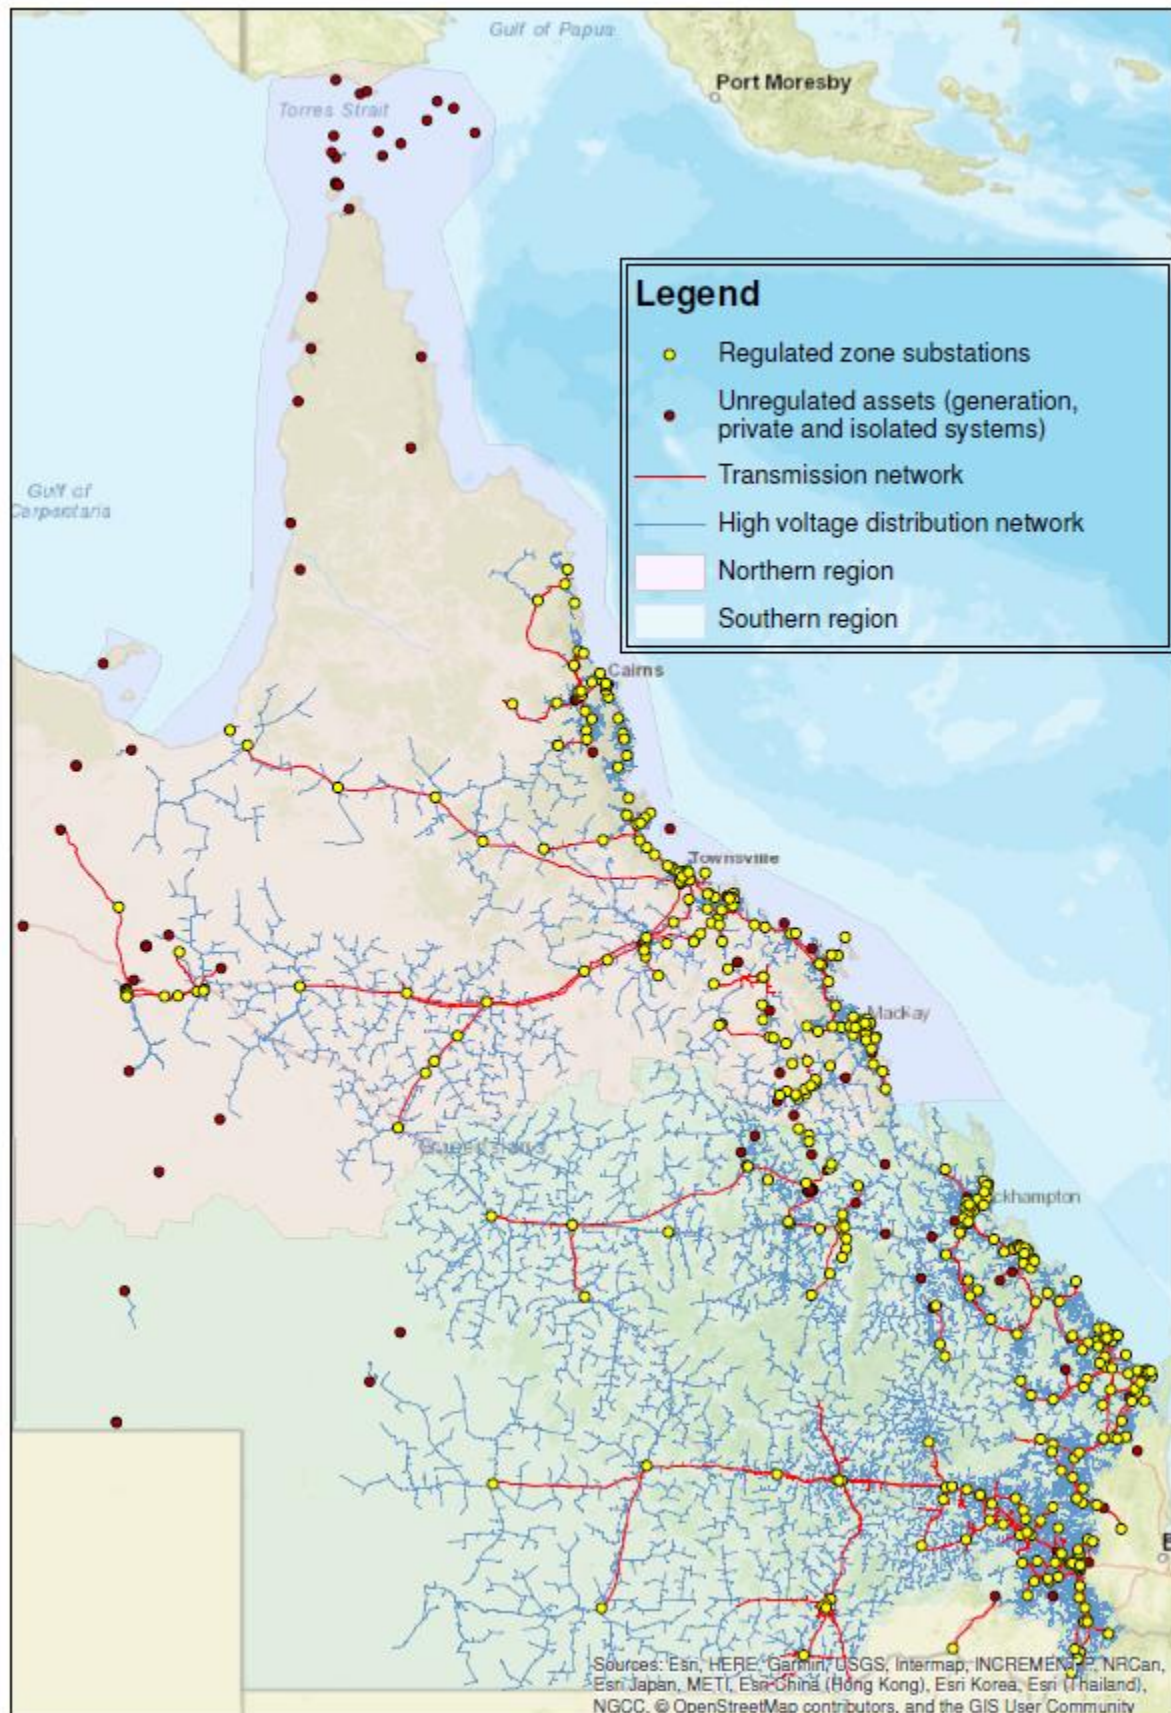 Gulf of Papua
Port Moresby
Torres Strait
Legend
Regulated zone substations
Unregulated assets (generation,
private and isolated systems)
Transmission network
High voltage distribution network
Northern region
Southern region
Gulf of
Carpentaria
Cairns
Townsville
Mackay
Queensland
ckhampton
B
Sources: Esri, HERE, Garmin, USGS, Intermap, INCREMENT P, NRCan,
Esri Japan, METI, Esri China (Hong Kong), Esri Korea, Esri (Thailand),
NGCC, © OpenStreetMap contributors, and the GIS User Community